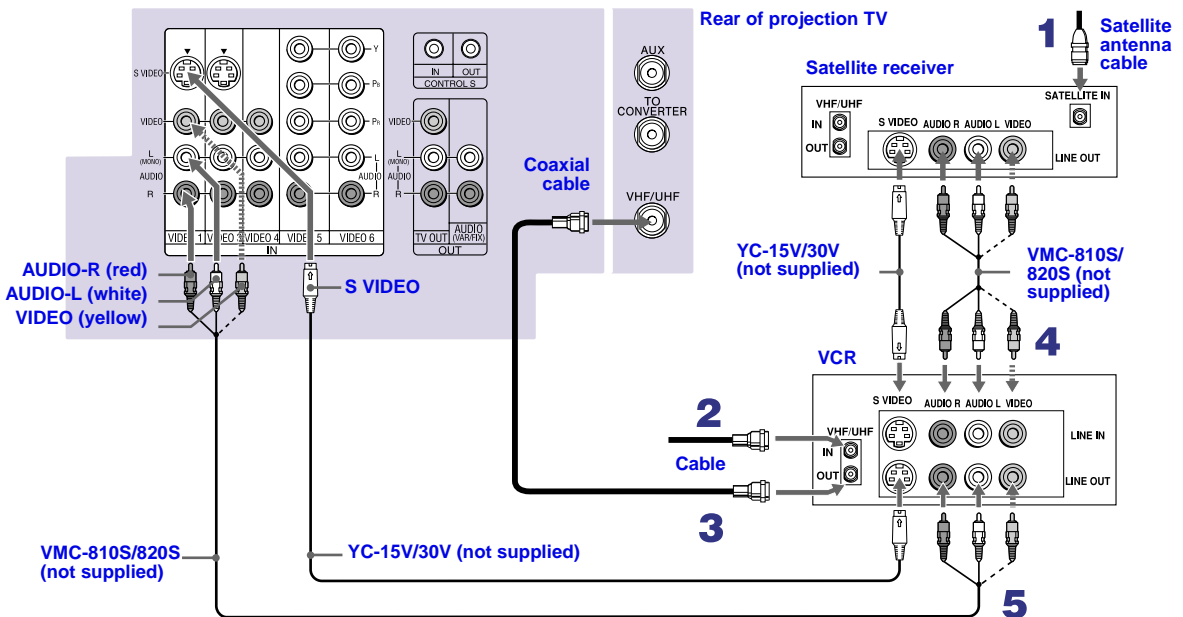 Rear of projection TV
1
Satellite antenna cable
Satellite receiver
S VIDEO
VIDEO
L
(MONO)
AUDIO
R
Y
PB
PR
L
AUDIO
R
VIDEO 1
VIDEO 3
VIDEO 4
VIDEO 5
VIDEO 6
IN
IN
OUT
CONTROL S
VIDEO
L
(MONO)
AUDIO
R
TV OUT
AUDIO
(VAR/FIX)
OUT
AUX
TO
CONVERTER
VHF/UHF
Coaxial
cable
VHF/UHF
IN
OUT
S VIDEO
AUDIO R
AUDIO L
VIDEO
SATELLITE IN
LINE OUT
AUDIO-R (red)
AUDIO-L (white)
VIDEO (yellow)
S VIDEO
YC-15V/30V
(not supplied)
VMC-810S/
820S (not
supplied)
4
VCR
2
Cable
3
VHF/UHF
IN
OUT
S VIDEO
AUDIO R
AUDIO L
VIDEO
LINE IN
LINE OUT
VMC-810S/820S
(not supplied)
YC-15V/30V (not supplied)
5